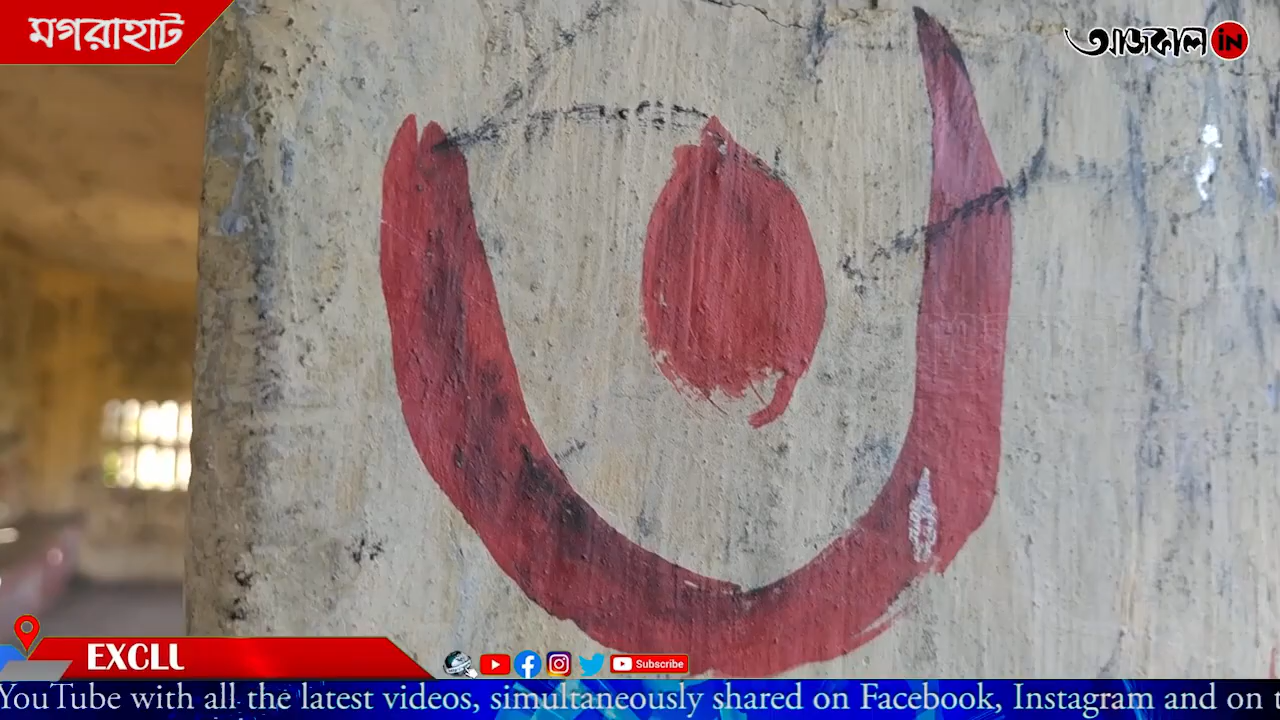 মগরাহাট
আজকাল in
EXCLU
Subscribe
YouTube with all the latest videos, simultaneously shared on Facebook, Instagram and on